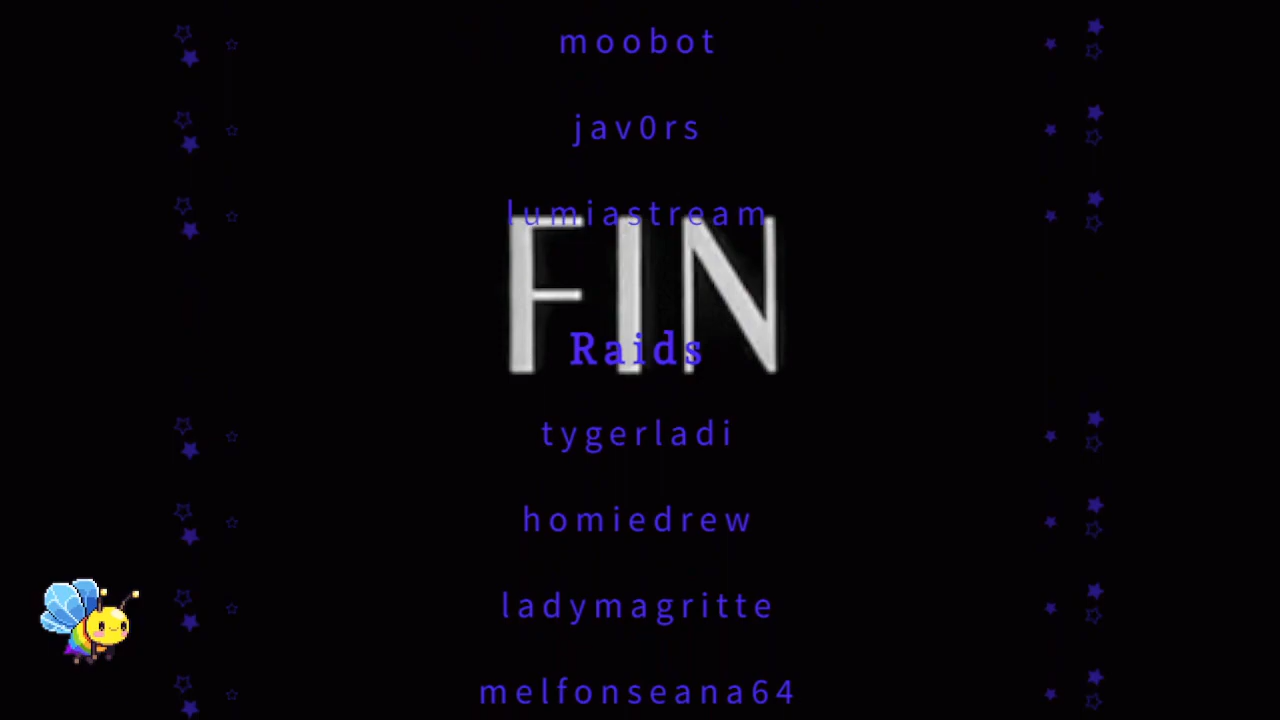 moobot
jav0rs
lumiastream
FIN
Raids
tygerladi
homiedrew
ladymagritte
melfonseana64